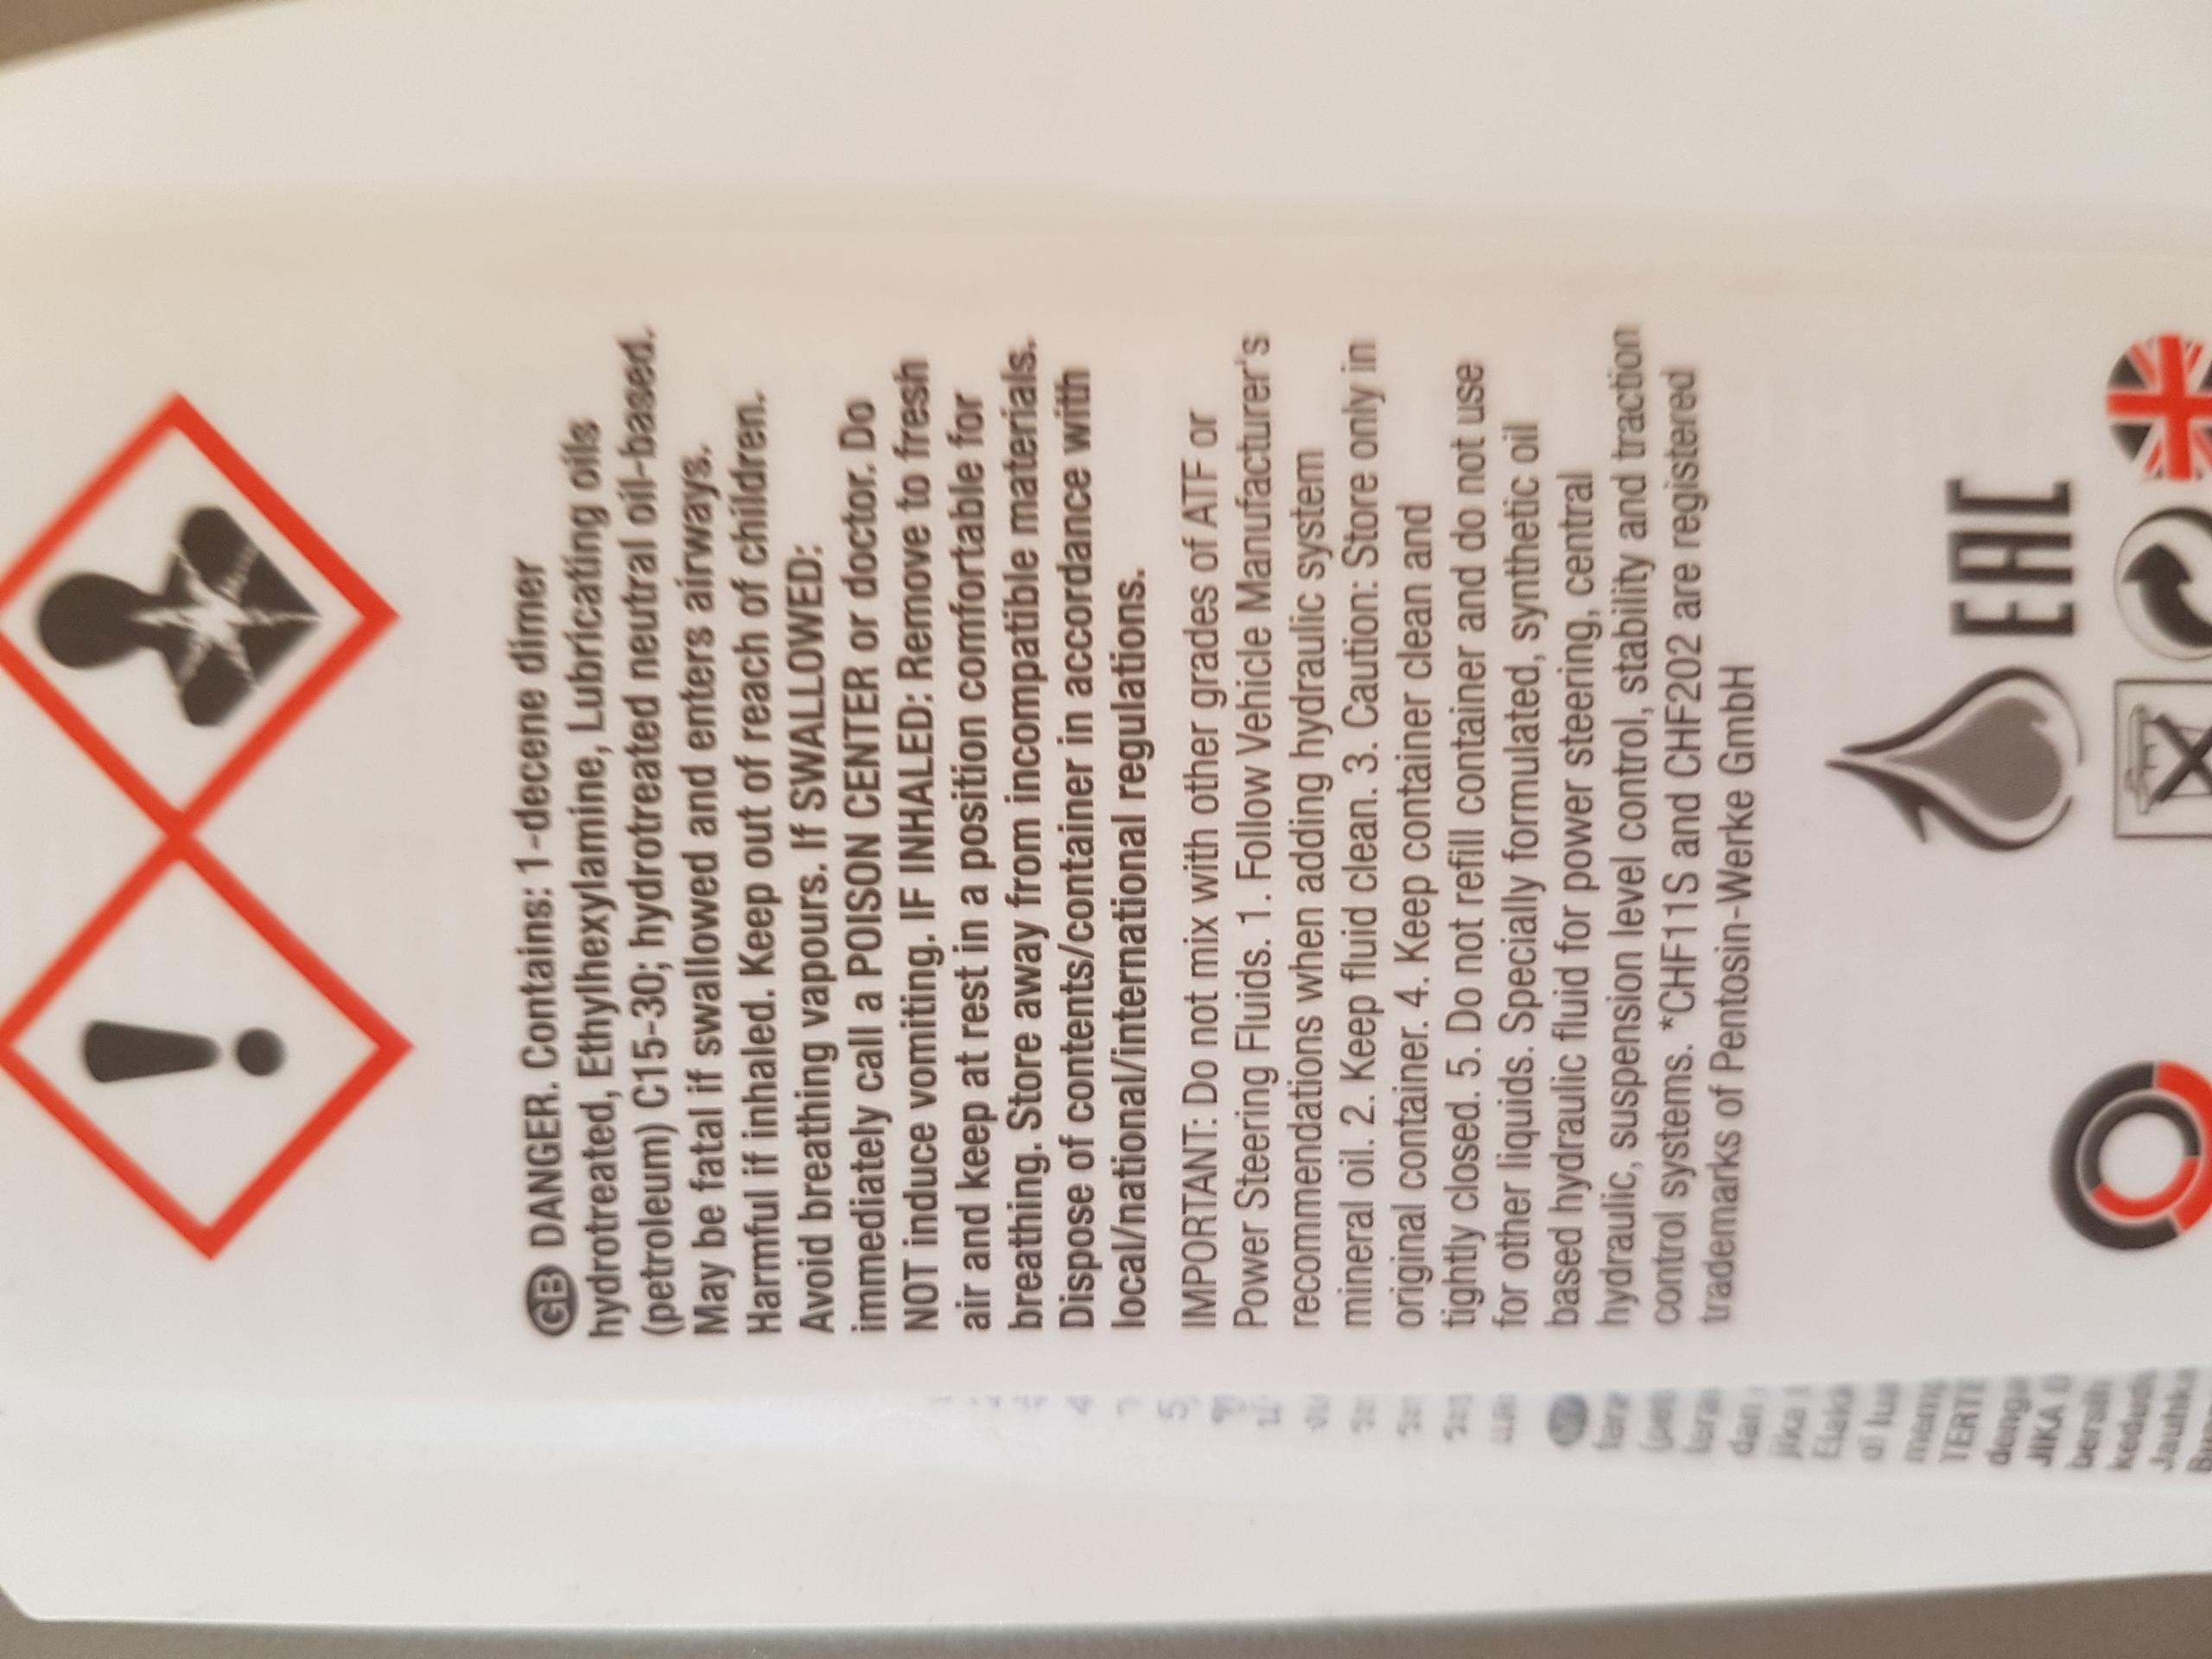 GB DANGER. Contains: 1-decene dimer
hydrotreated, Ethylhexylamine, Lubricating oils
(petroleum) C15-30; hydrotreated neutral oil-based.
May be fatal if swallowed and enters airways.
Harmful if inhaled. Keep out of reach of children.
Avoid breathing vapours. If SWALLOWED:
immediately call a POISON CENTER or doctor. Do
NOT induce vomiting. IF INHALED: Remove to fresh
air and keep at rest in a position comfortable for
breathing. Store away from incompatible materials.
Dispose of contents/container in accordance with
local/national/international regulations.
IMPORTANT: Do not mix with other grades of ATF or
Power Steering Fluids. 1. Follow Vehicle Manufacturer's
recommendations when adding hydraulic system
mineral oil. 2. Keep fluid clean. 3. Caution: Store only in
original container. 4. Keep container clean and
tightly closed. 5. Do not refill container and do not use
for other liquids. Specially formulated, synthetic oil
based hydraulic fluid for power steering, central
hydraulic, suspension level control, stability and traction
control systems. *CHF11S and CHF202 are registered
trademarks of Pentosin-Werke GmbH
EAC
4
5
dan
jika
di
TERTE
JIKA